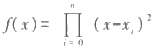 f(x) = ∏_{i=0}^{n} (x-x_i)^2